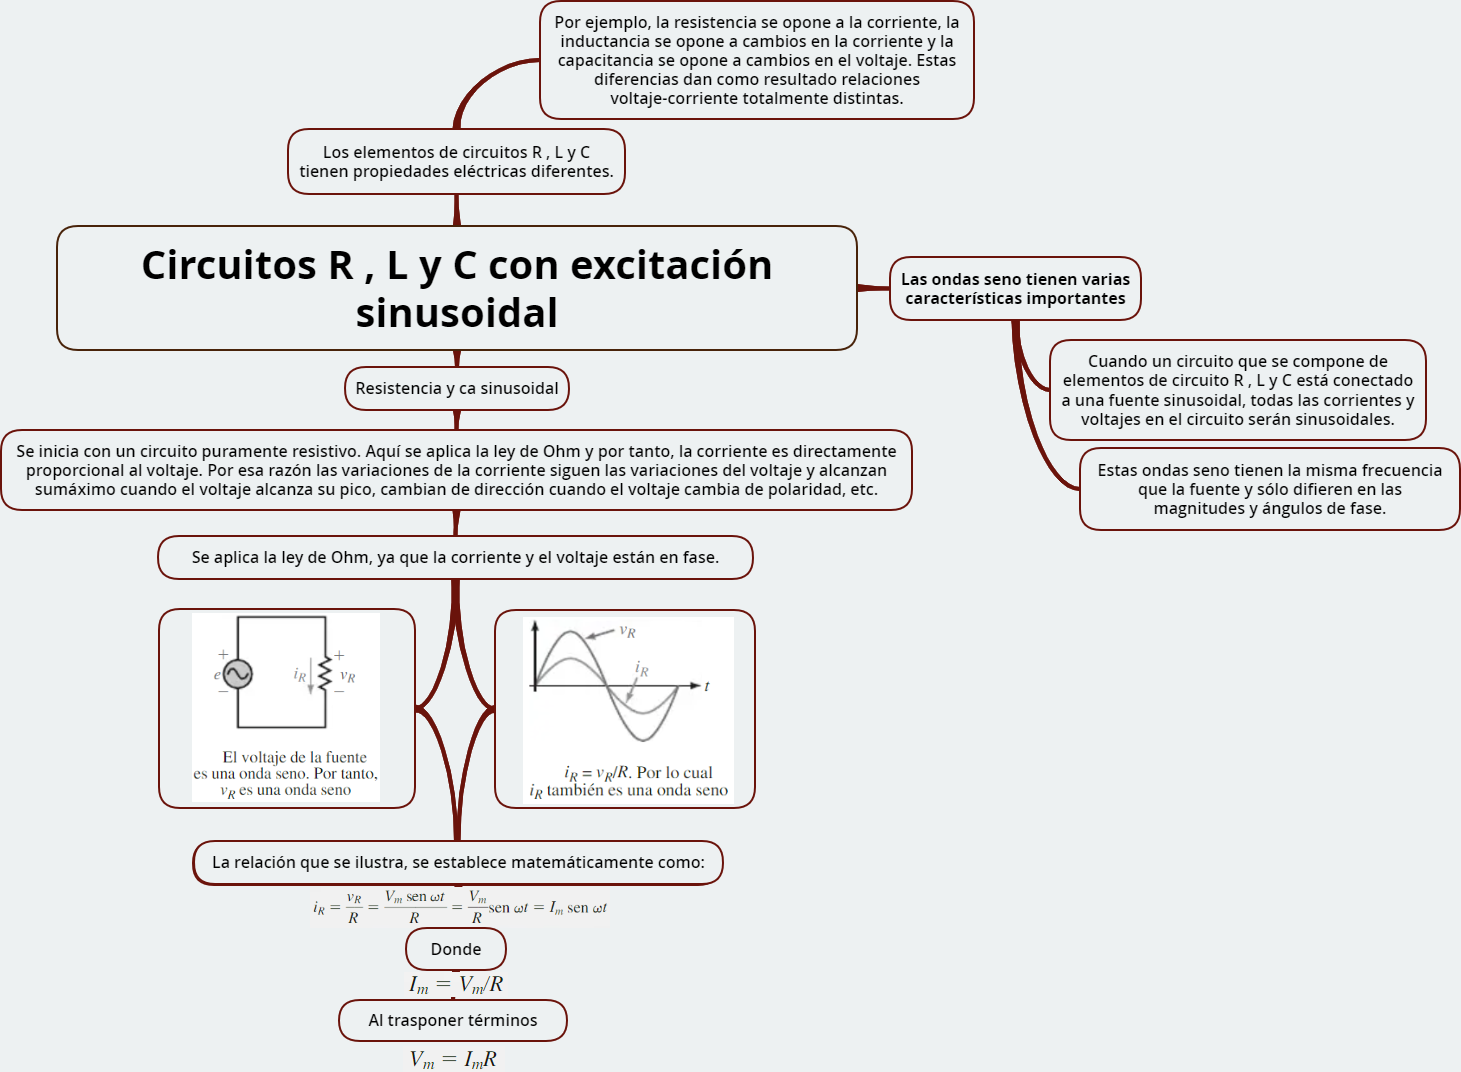 Por ejemplo, la resistencia se opone a la corriente, la
inductancia se opone a cambios en la corriente y la
capacitancia se opone a cambios en el voltaje. Estas
diferencias dan como resultado relaciones
voltaje-corriente totalmente distintas.
Los elementos de circuitos R , L y C
tienen propiedades eléctricas diferentes.
Circuitos R , L y C con excitación
sinusoidal
Las ondas seno tienen varias
características importantes
Cuando un circuito que se compone de
elementos de circuito R , L y C está conectado
a una fuente sinusoidal, todas las corrientes y
voltajes en el circuito serán sinusoidales.
Estas ondas seno tienen la misma frecuencia
que la fuente y sólo difieren en las
magnitudes y ángulos de fase.
Resistencia y ca sinusoidal
Se inicia con un circuito puramente resistivo. Aquí se aplica la ley de Ohm y por tanto, la corriente es directamente
proporcional al voltaje. Por esa razón las variaciones de la corriente siguen las variaciones del voltaje y alcanzan
sumáximo cuando el voltaje alcanza su pico, cambian de dirección cuando el voltaje cambia de polaridad, etc.
Se aplica la ley de Ohm, ya que la corriente y el voltaje están en fase.
+ +
e i_R v_R
− −
El voltaje de la fuente
es una onda seno. Por tanto,
v_R es una onda seno
v_R
i_R
t
i_R = v_R/R. Por lo cual
i_R también es una onda seno
La relación que se ilustra, se establece matemáticamente como:
i_R = v_R/R = V_m sen ωt/R = V_m/R sen ωt = I_m sen ωt
Donde
I_m = V_m/R
Al trasponer términos
V_m = I_mR